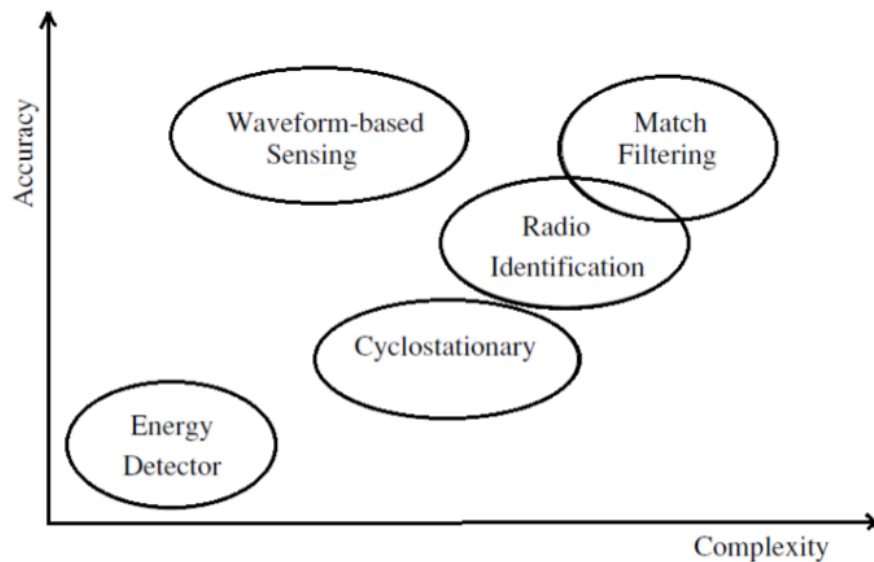 Accuracy
Waveform-based
Sensing
Match
Filtering
Radio
Identification
Cyclostationary
Energy
Detector
Complexity